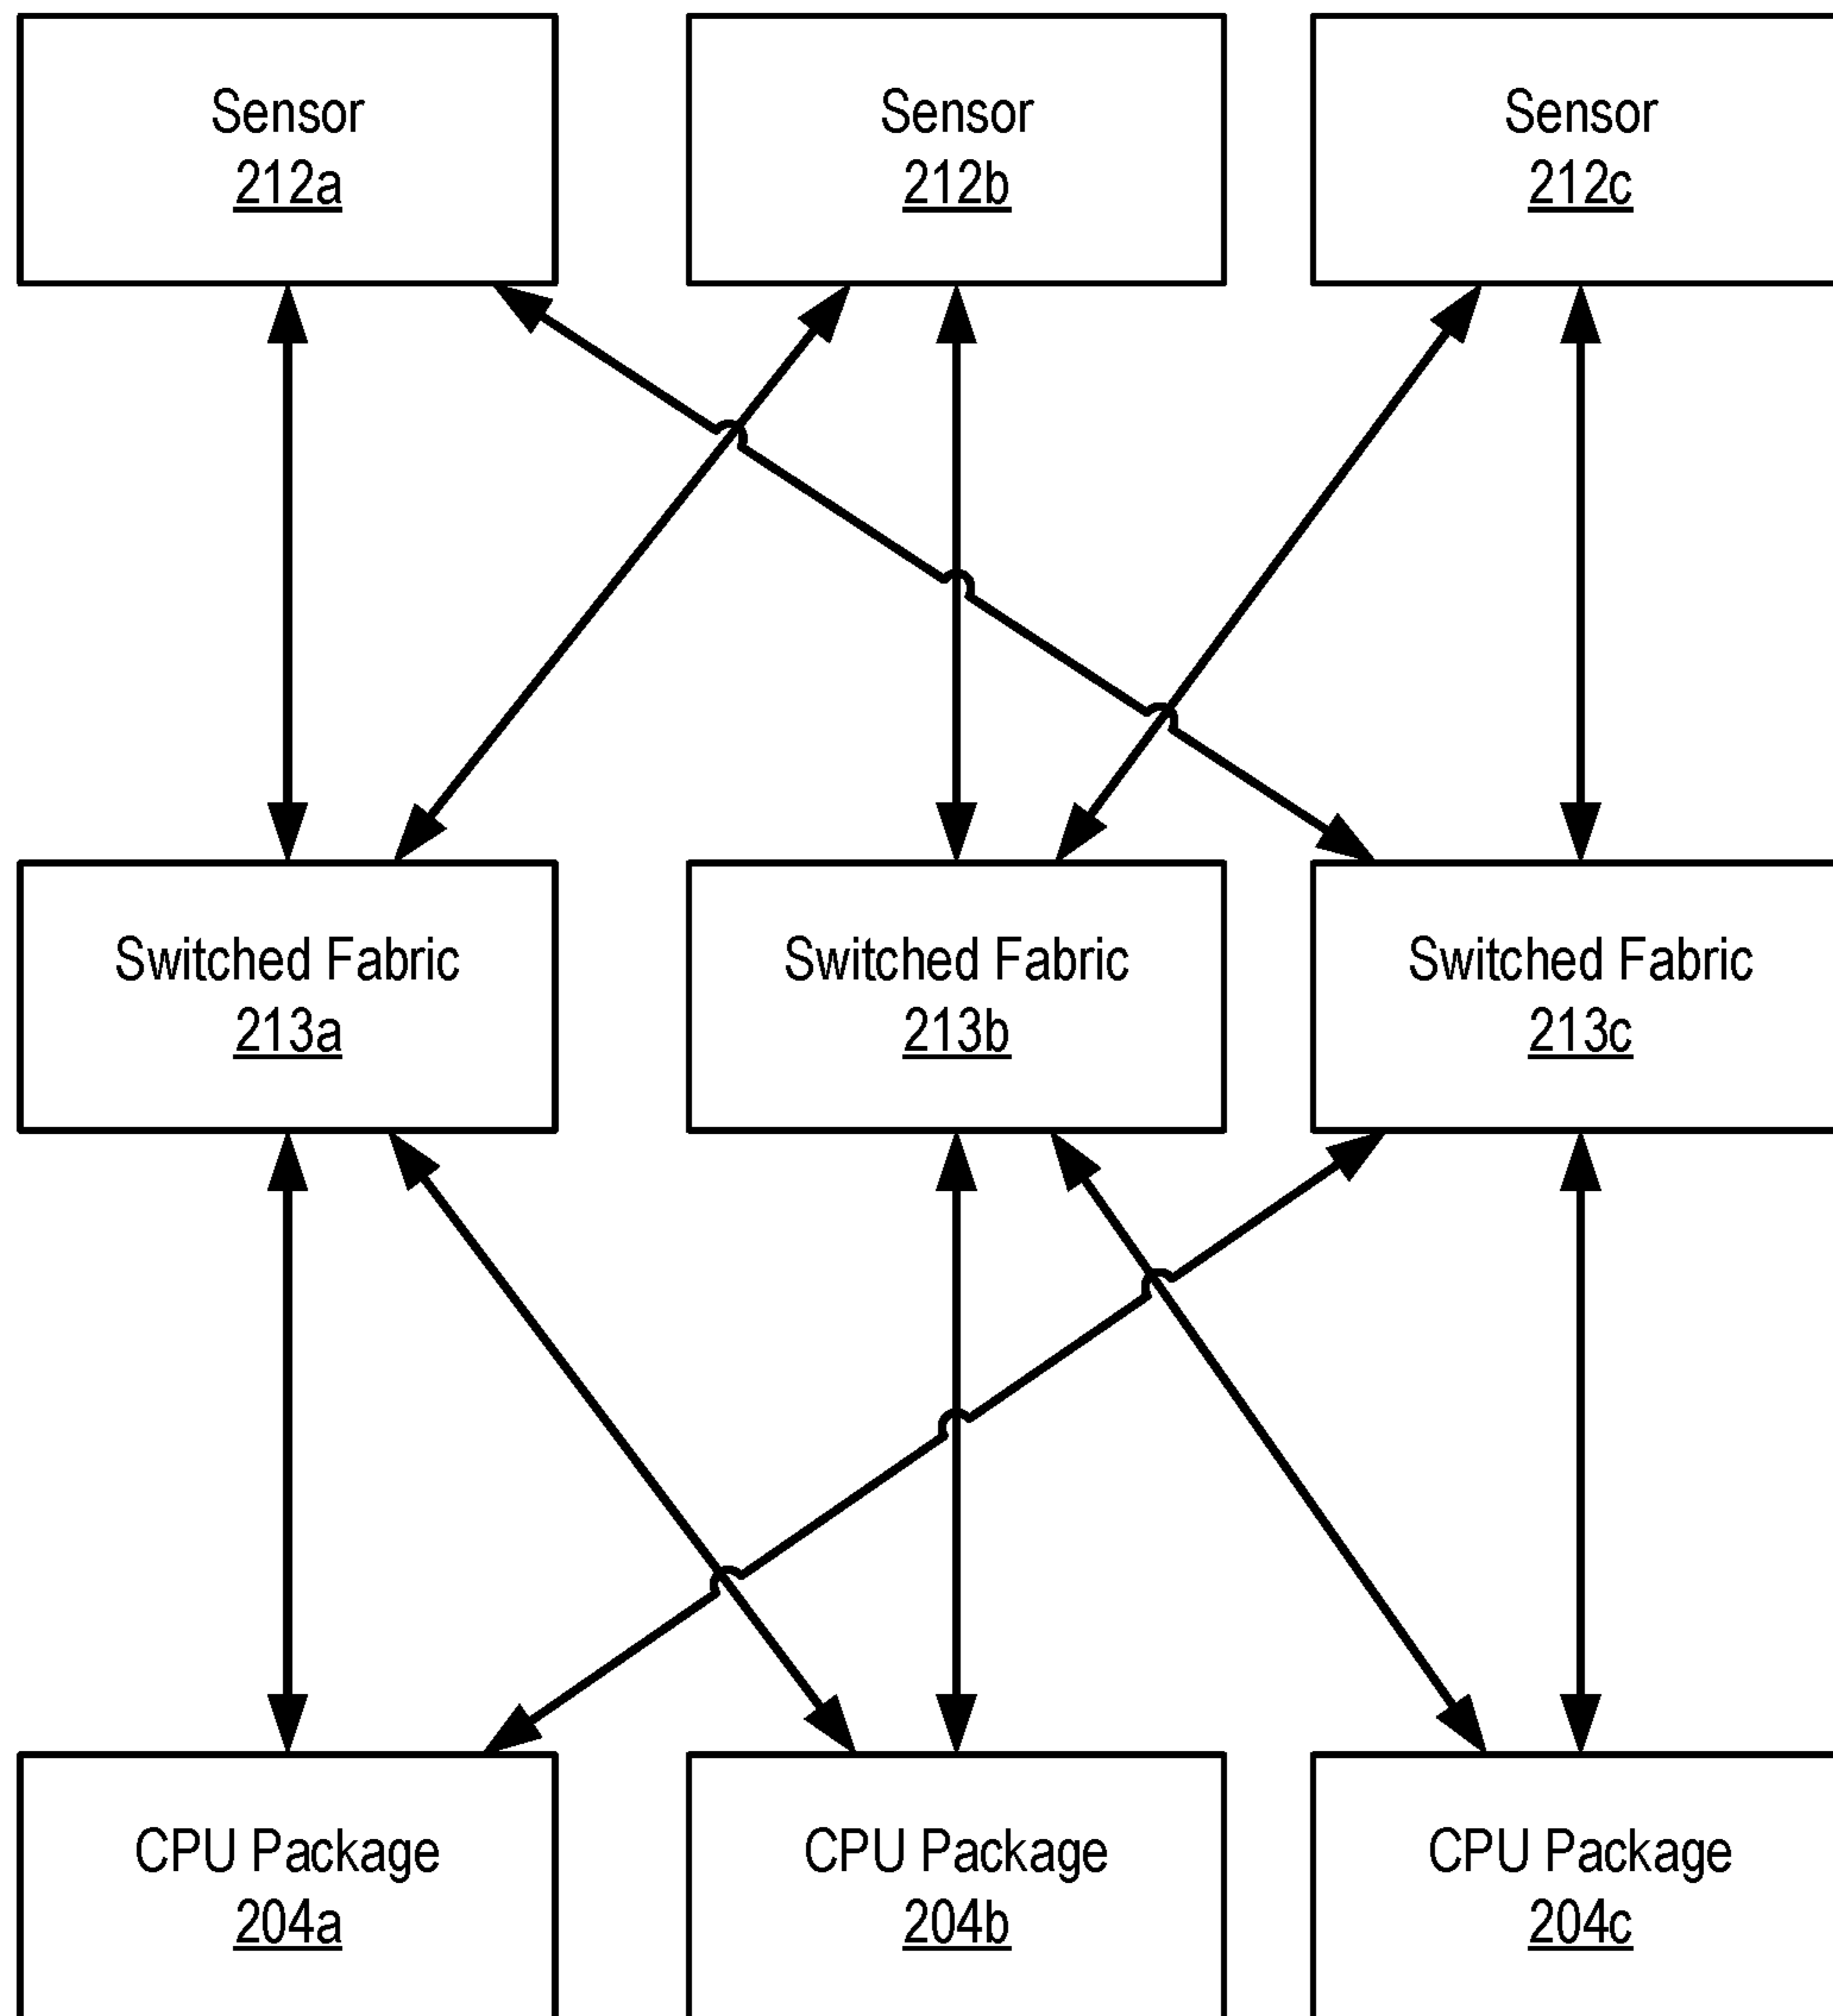 Sensor
212a
Sensor
212b
Sensor
212c
Switched Fabric
213a
Switched Fabric
213b
Switched Fabric
213c
CPU Package
204a
CPU Package
204b
CPU Package
204c